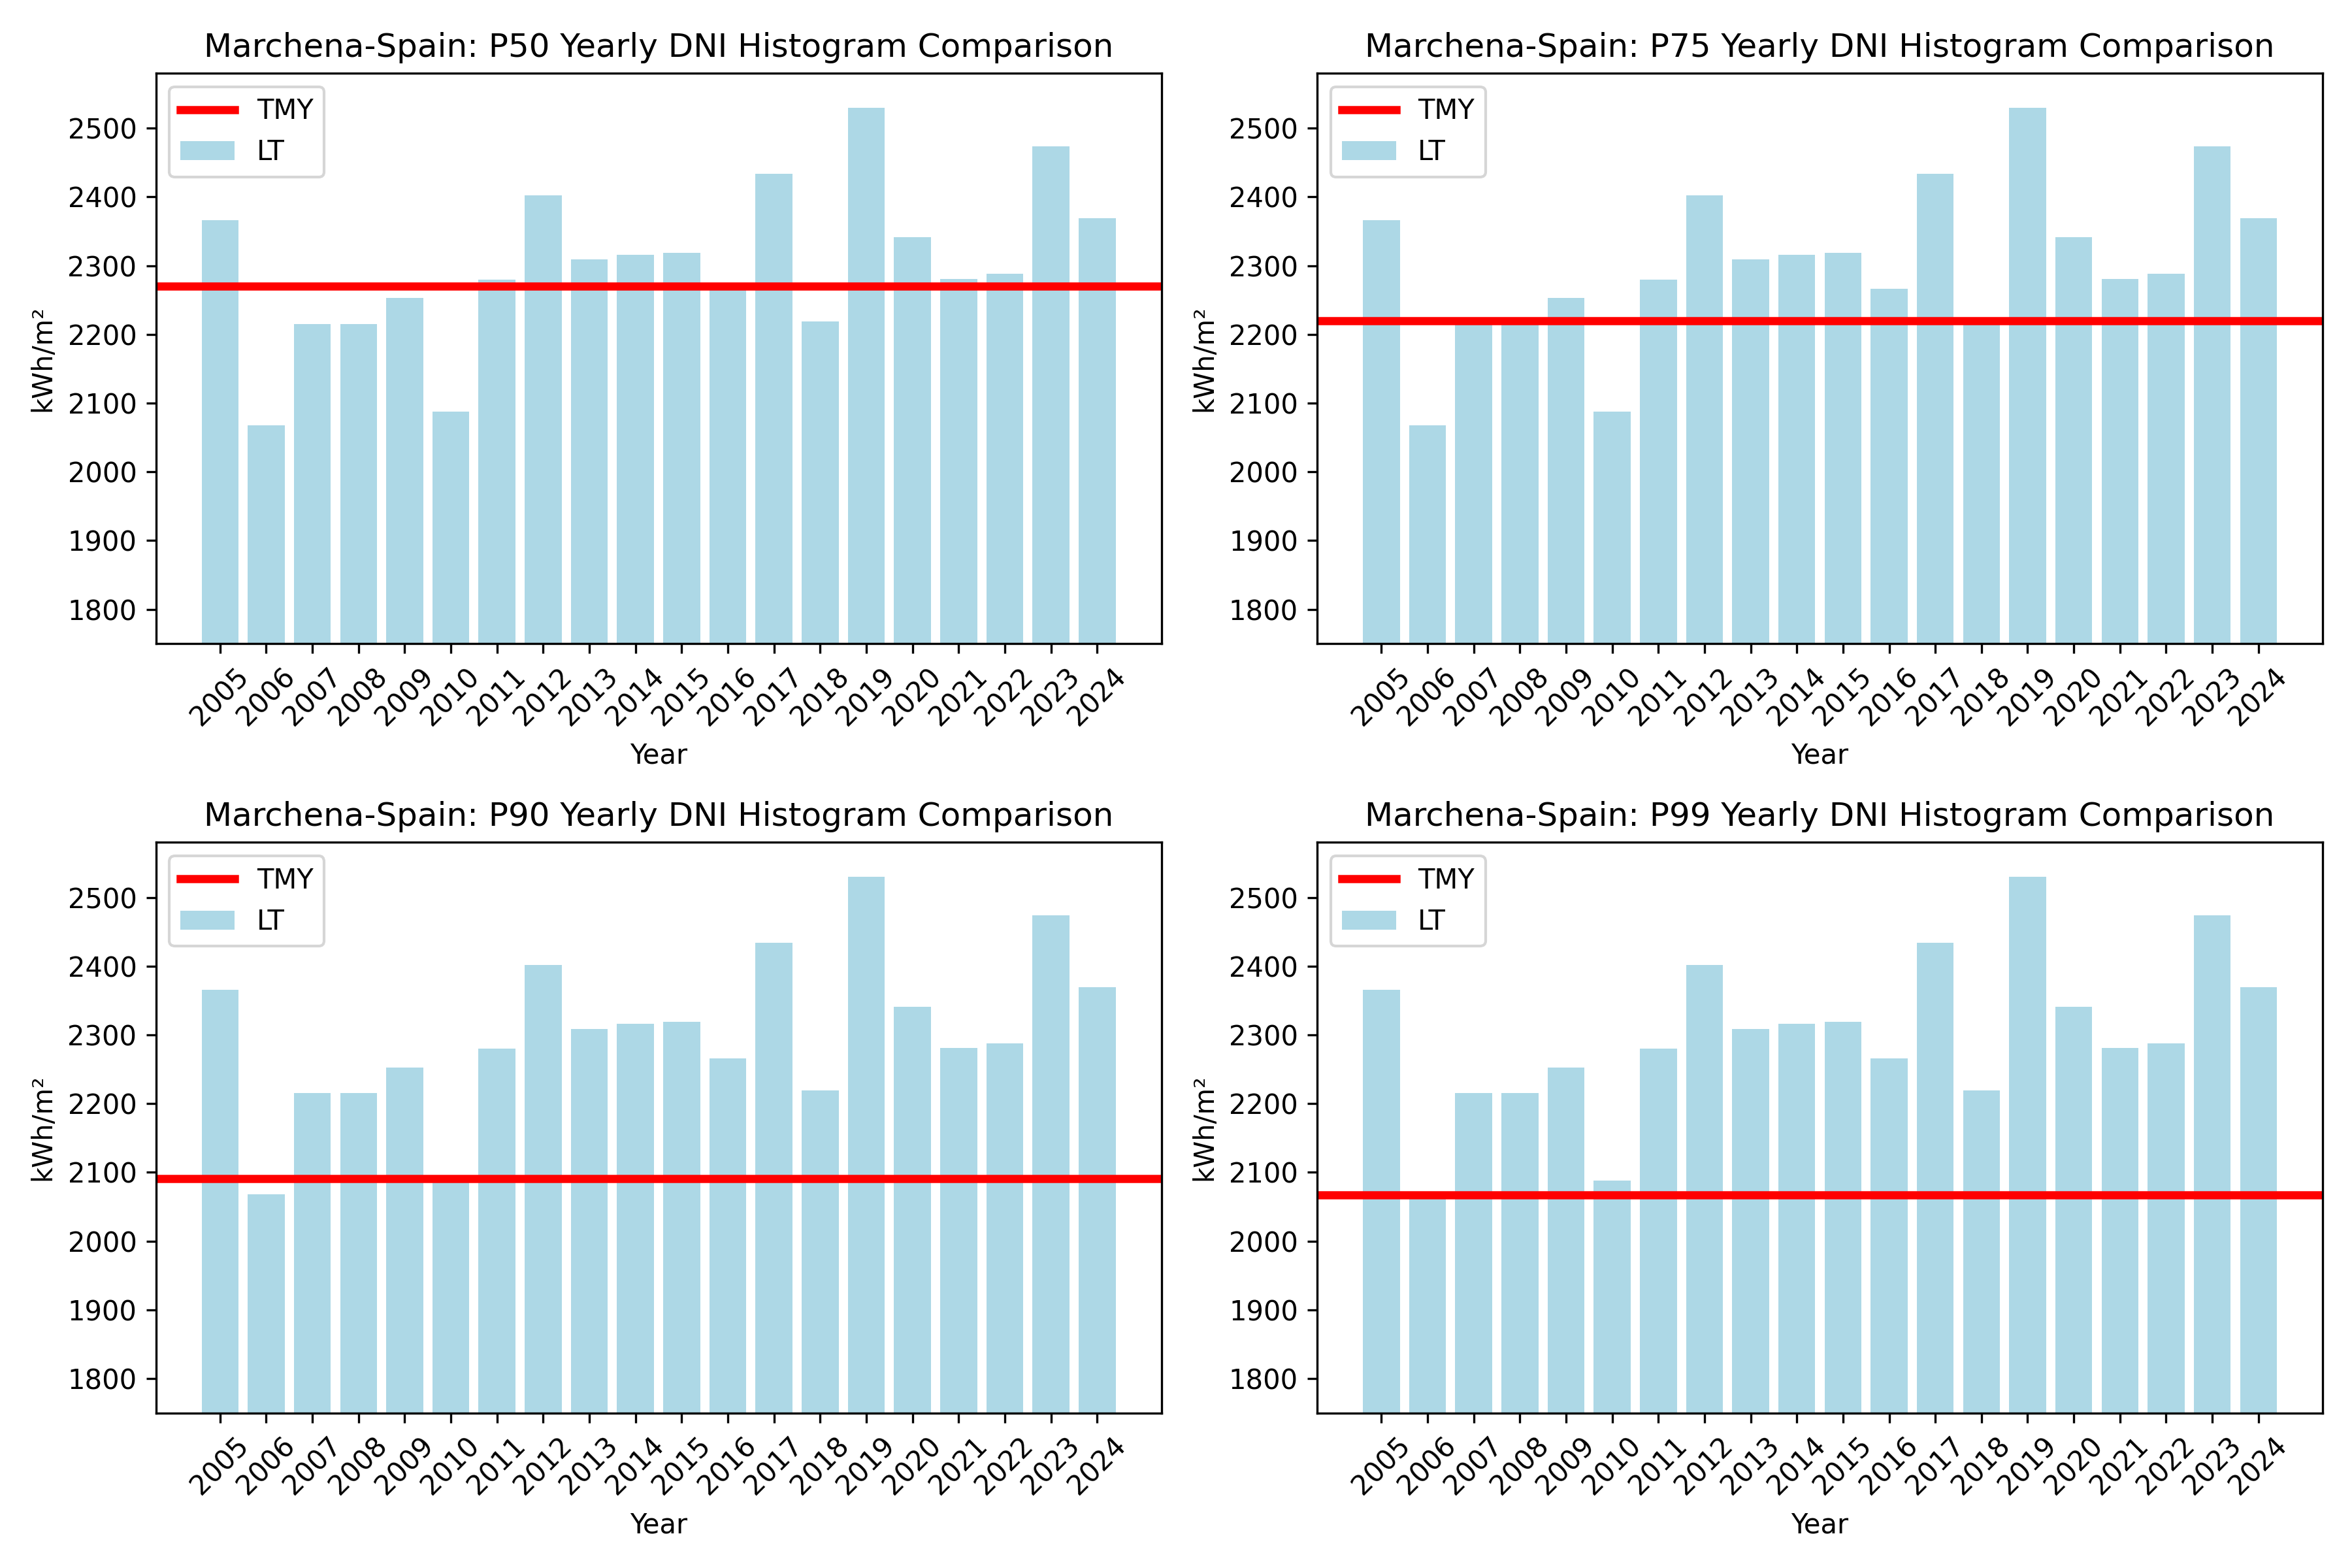 Marchena-Spain: P50 Yearly DNI Histogram Comparison
TMY
LT
kWh/m²
2500
2400
2300
2200
2100
2000
1900
1800
2005 2006 2007 2008 2009 2010 2011 2012 2013 2014 2015 2016 2017 2018 2019 2020 2021 2022 2023 2024
Year
Marchena-Spain: P75 Yearly DNI Histogram Comparison
TMY
LT
kWh/m²
2500
2400
2300
2200
2100
2000
1900
1800
2005 2006 2007 2008 2009 2010 2011 2012 2013 2014 2015 2016 2017 2018 2019 2020 2021 2022 2023 2024
Year
Marchena-Spain: P90 Yearly DNI Histogram Comparison
TMY
LT
kWh/m²
2500
2400
2300
2200
2100
2000
1900
1800
2005 2006 2007 2008 2009 2010 2011 2012 2013 2014 2015 2016 2017 2018 2019 2020 2021 2022 2023 2024
Year
Marchena-Spain: P99 Yearly DNI Histogram Comparison
TMY
LT
kWh/m²
2500
2400
2300
2200
2100
2000
1900
1800
2005 2006 2007 2008 2009 2010 2011 2012 2013 2014 2015 2016 2017 2018 2019 2020 2021 2022 2023 2024
Year